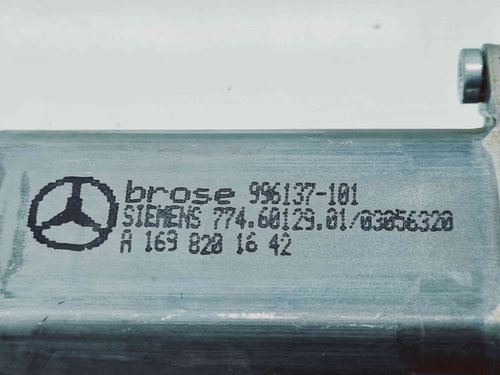 brose 996137-101
SIEMENS 774.60129.01/03056320
A 169 820 16 42